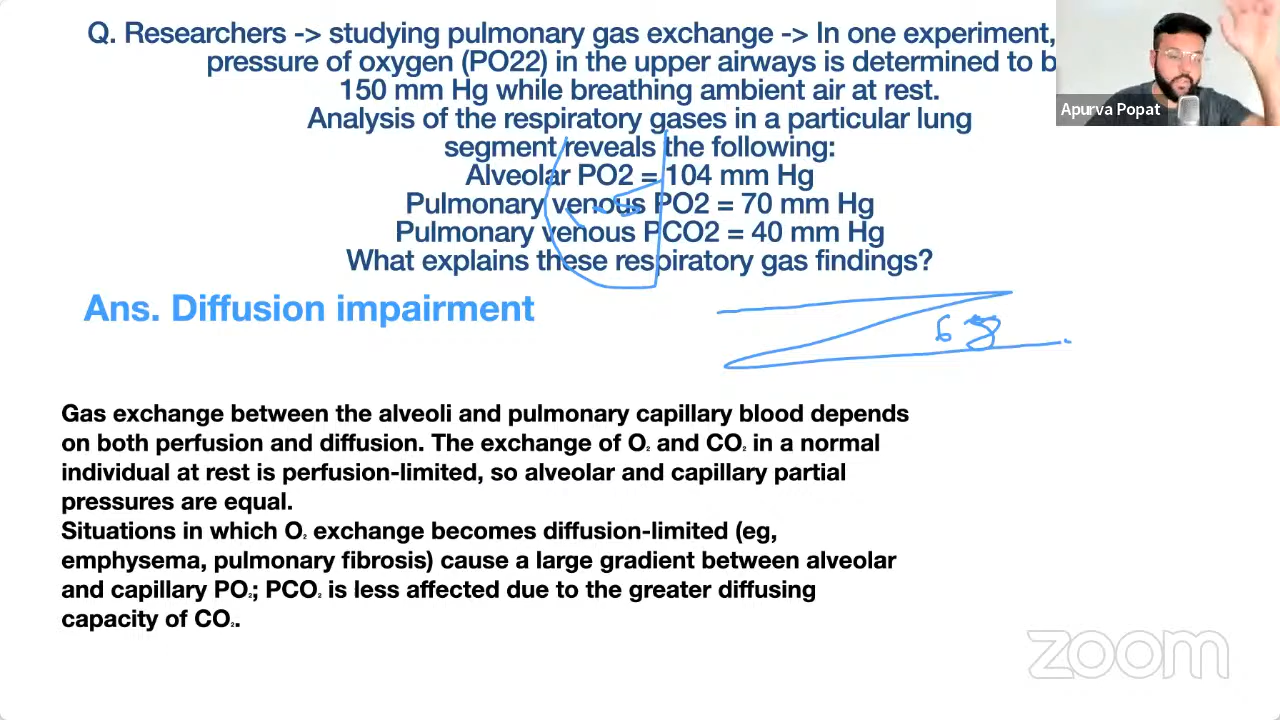 Q. Researchers -> studying pulmonary gas exchange -> In one experiment,
pressure of oxygen (PO22) in the upper airways is determined to b
150 mm Hg while breathing ambient air at rest.
Apurva Popat
Analysis of the respiratory gases in a particular lung
segment reveals the following:
Alveolar PO2 = 104 mm Hg
Pulmonary venous PO2 = 70 mm Hg
Pulmonary venous PCO2 = 40 mm Hg
What explains these respiratory gas findings?
Ans. Diffusion impairment
Gas exchange between the alveoli and pulmonary capillary blood depends
on both perfusion and diffusion. The exchange of O₂ and CO₂ in a normal
individual at rest is perfusion-limited, so alveolar and capillary partial
pressures are equal.
Situations in which O₂ exchange becomes diffusion-limited (eg,
emphysema, pulmonary fibrosis) cause a large gradient between alveolar
and capillary PO₂; PCO₂ is less affected due to the greater diffusing
capacity of CO₂.
zoom